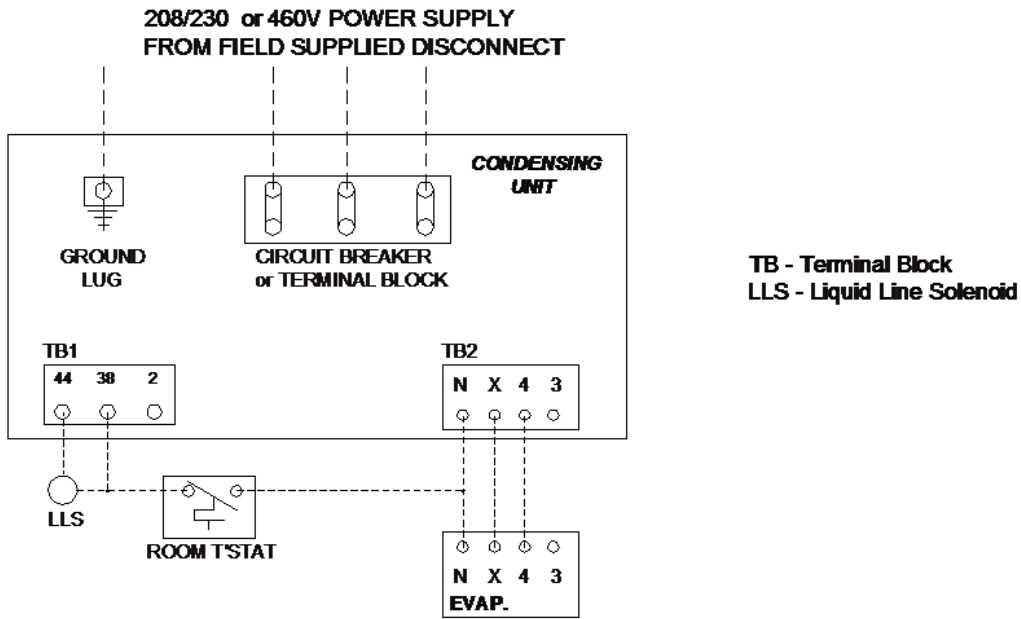 208/230 or 460V POWER SUPPLY
FROM FIELD SUPPLIED DISCONNECT
CONDENSING
UNIT
GROUND
LUG
CIRCUIT BREAKER
or TERMINAL BLOCK
TB - Terminal Block
LLS - Liquid Line Solenoid
TB1
44 38 2
TB2
N X 4 3
LLS
ROOM T'STAT
N X 4 3
EVAP.